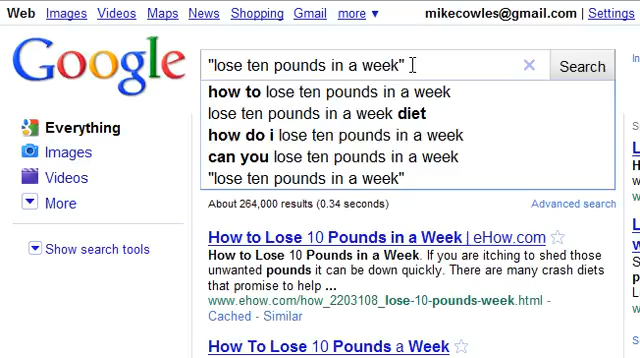 Web Images Videos Maps News Shopping Gmail more ▼ mikecowles@gmail.com | Settings
Google
"lose ten pounds in a week" × Search
how to lose ten pounds in a week
lose ten pounds in a week diet
how do i lose ten pounds in a week
can you lose ten pounds in a week
"lose ten pounds in a week"
Everything
Images
Videos
More
Show search tools
About 264,000 results (0.34 seconds) Advanced search
How to Lose 10 Pounds in a Week | eHow.com
How to Lose 10 Pounds in a Week. If you are itching to shed those
unwanted pounds it can be down quickly. There are many crash diets
that promise to help ...
www.ehow.com/how_2203108_lose-10-pounds-week.html -
Cached - Similar
How To Lose 10 Pounds a Week